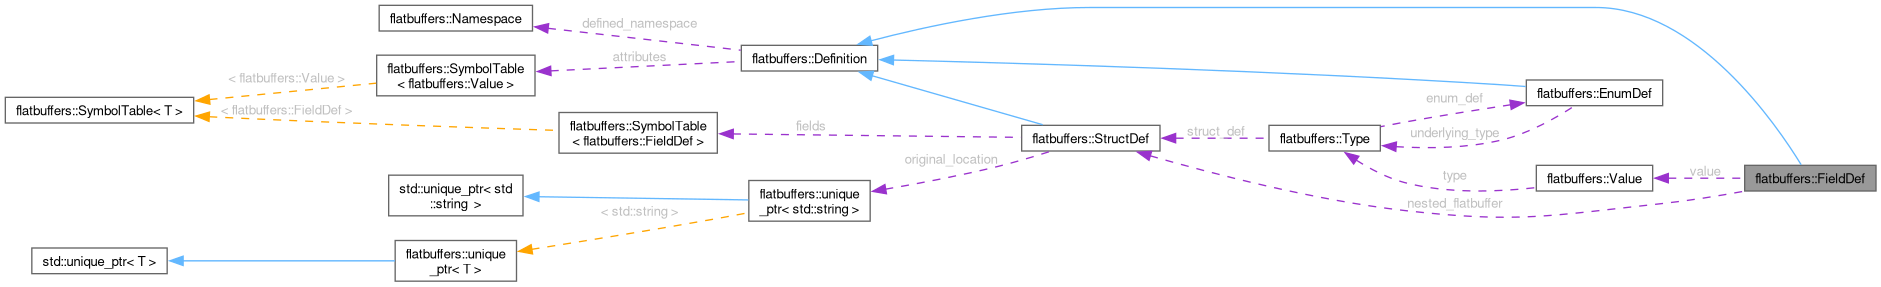 flatbuffers::Namespace
defined_namespace
flatbuffers::Definition
attributes
flatbuffers::SymbolTable
< flatbuffers::Value >
< flatbuffers::Value >
flatbuffers::SymbolTable< T >
< flatbuffers::FieldDef >
flatbuffers::SymbolTable
< flatbuffers::FieldDef >
fields
flatbuffers::StructDef
struct_def
flatbuffers::Type
enum_def
flatbuffers::EnumDef
underlying_type
original_location
type
flatbuffers::Value
value
flatbuffers::FieldDef
nested_flatbuffer
std::unique_ptr< std
::string >
flatbuffers::unique
_ptr< std::string >
< std::string >
flatbuffers::unique
_ptr< T >
std::unique_ptr< T >